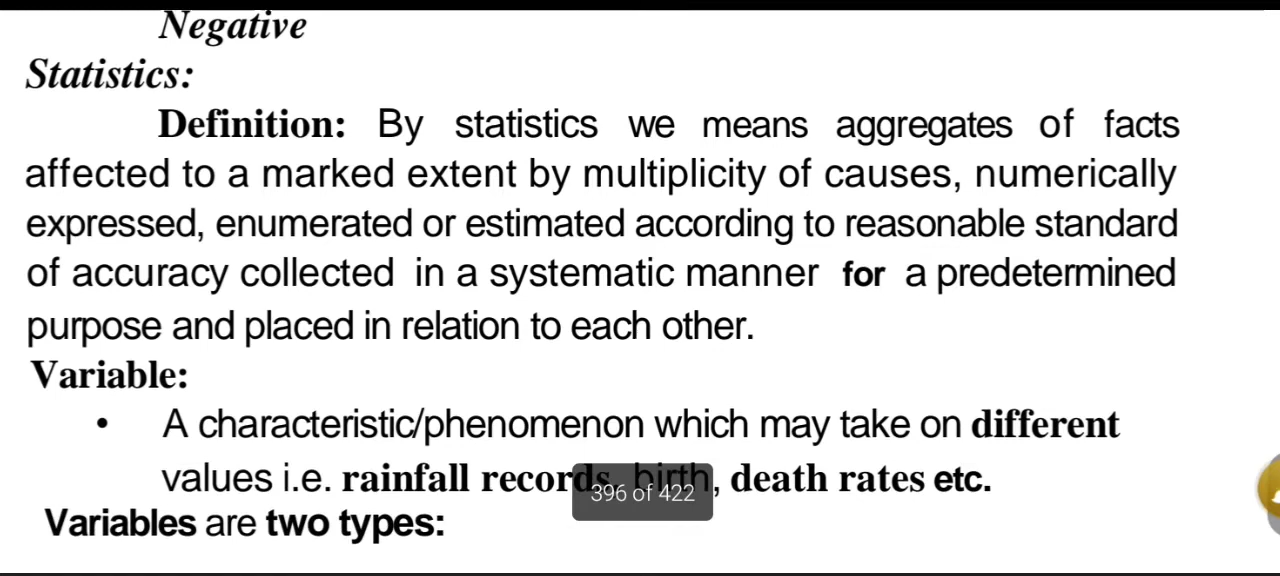 Negative
Statistics:
Definition: By statistics we means aggregates of facts
affected to a marked extent by multiplicity of causes, numerically
expressed, enumerated or estimated according to reasonable standard
of accuracy collected in a systematic manner for a predetermined
purpose and placed in relation to each other.
Variable:
• A characteristic/phenomenon which may take on different
values i.e. rainfall records, birth, death rates etc.
396 of 422
Variables are two types: